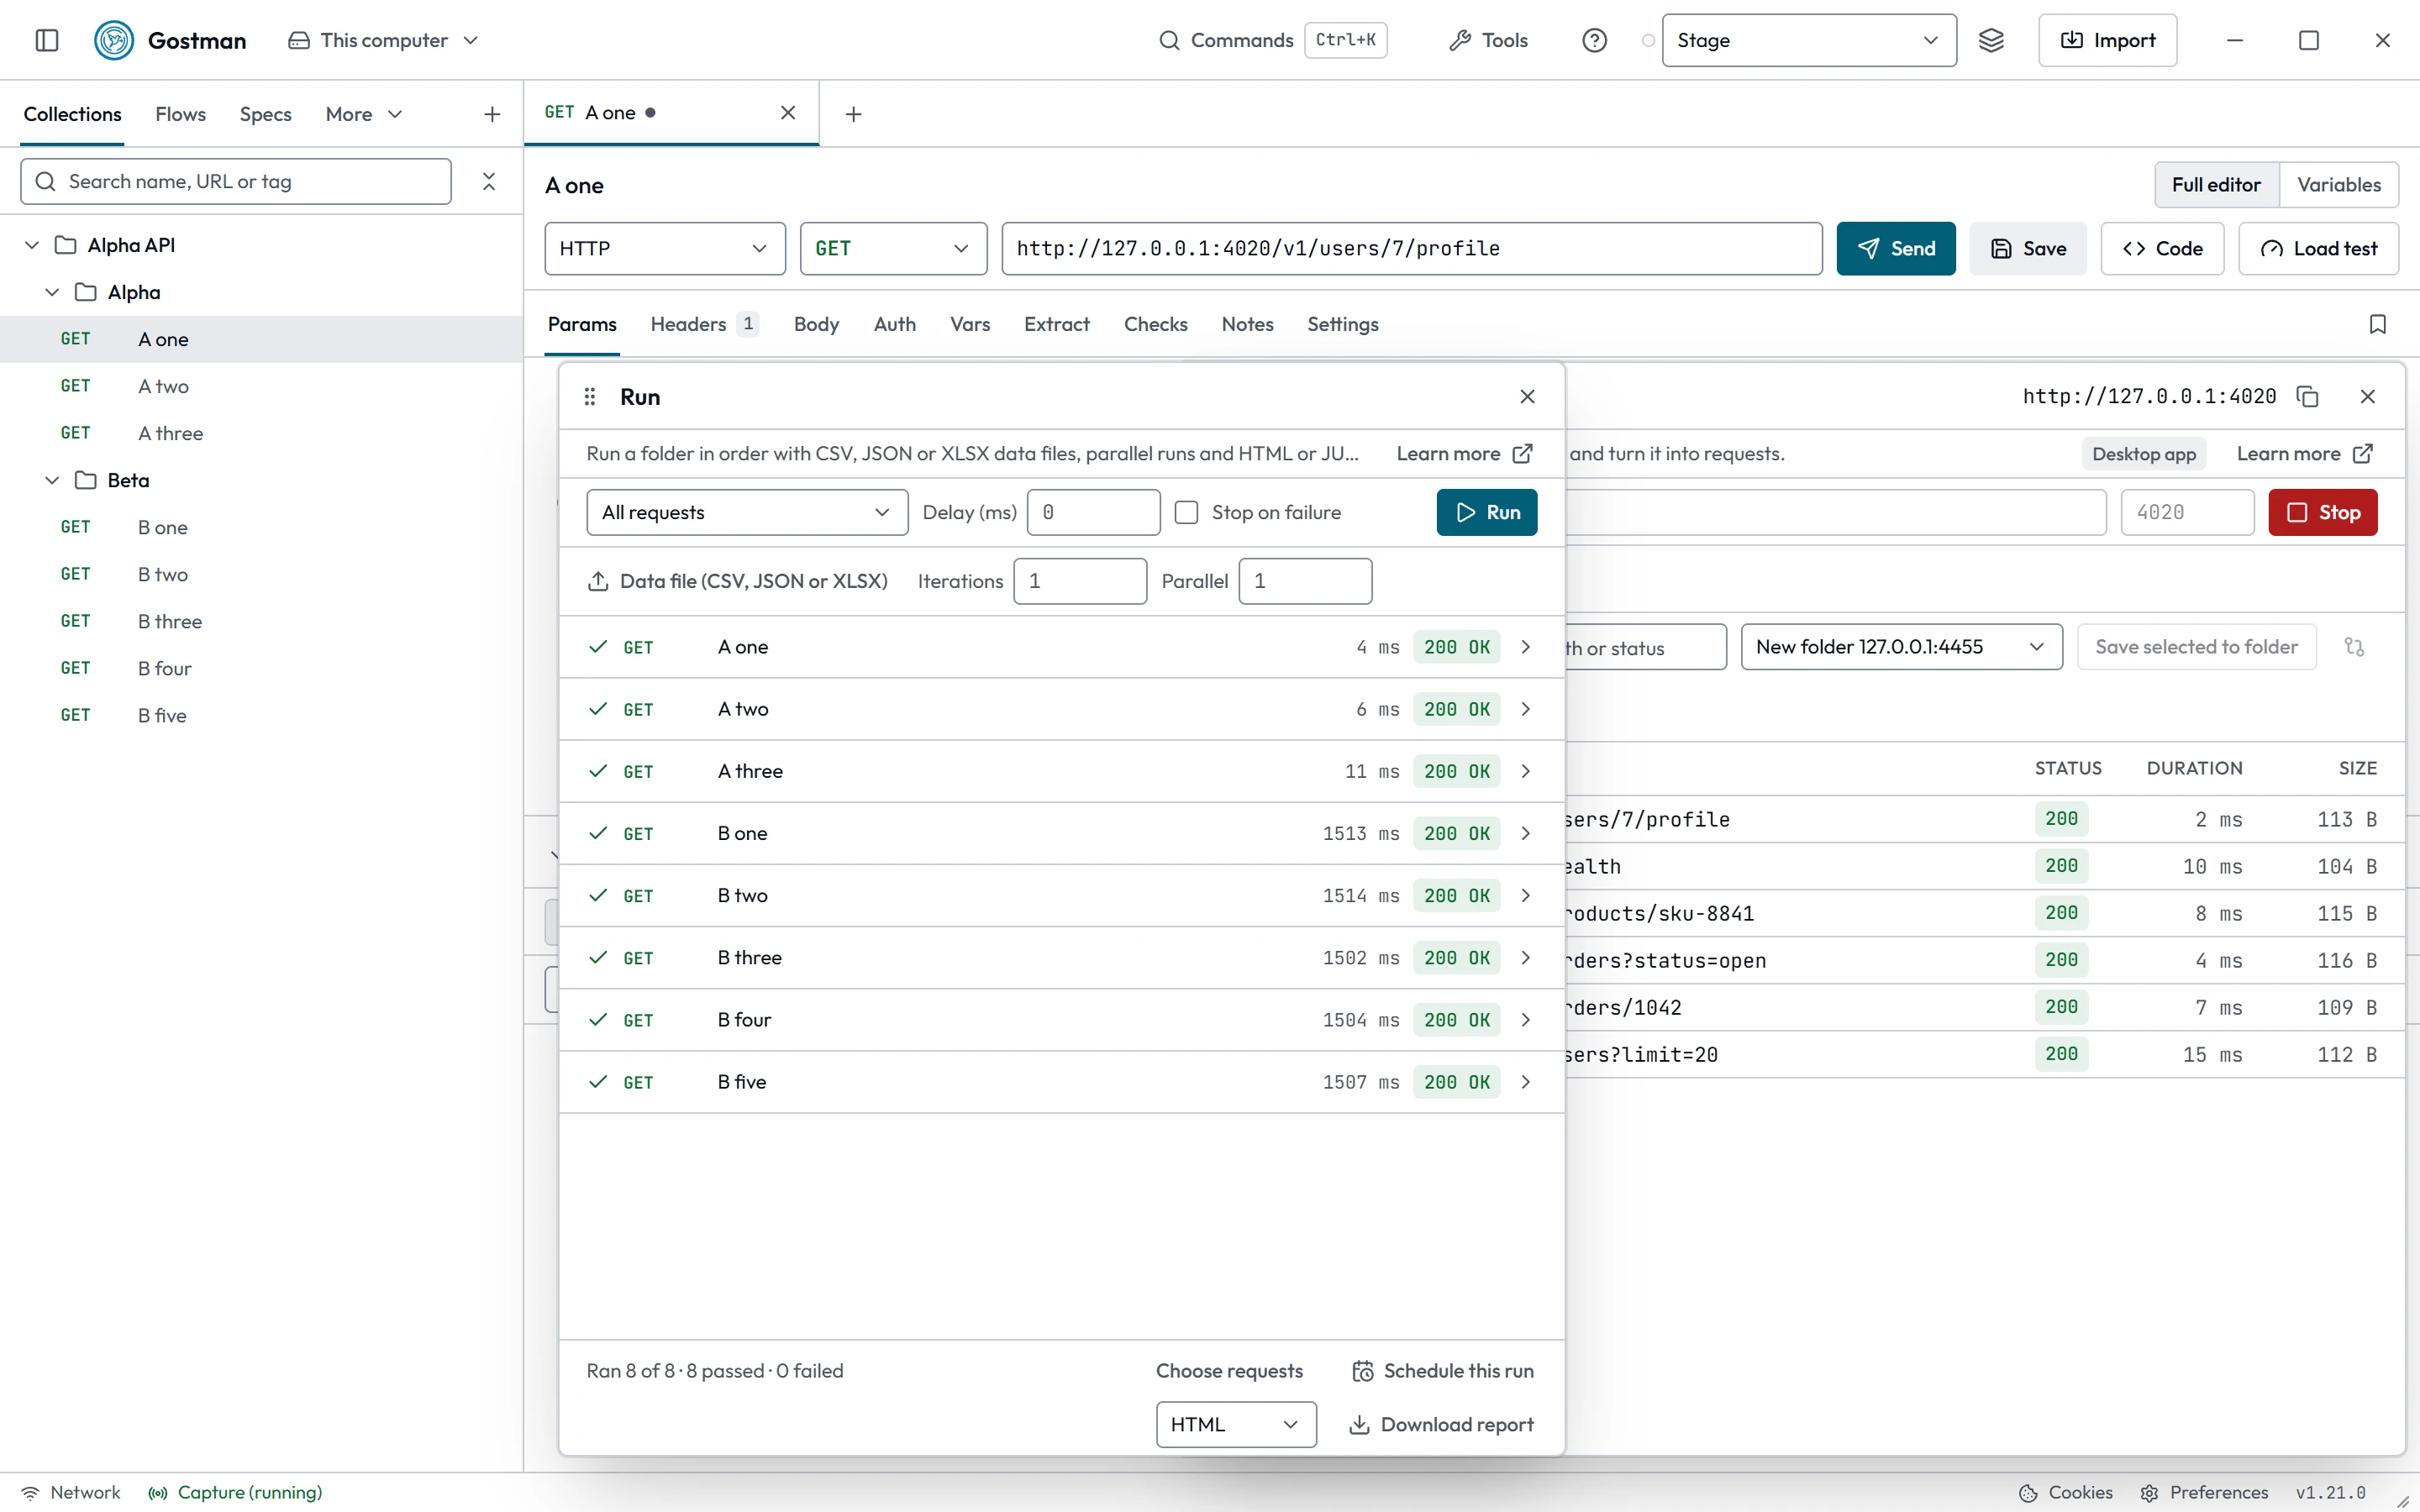 Gostman
This computer
Commands Ctrl+K
Tools
Stage
Import
Collections Flows Specs More
GET A one
Search name, URL or tag
A one
Full editor Variables
HTTP GET http://127.0.0.1:4020/v1/users/7/profile Send Save Code Load test
Params Headers 1 Body Auth Vars Extract Checks Notes Settings
Alpha API
Alpha
GET A one
GET A two
GET A three
Beta
GET B one
GET B two
GET B three
GET B four
GET B five
Run
Run a folder in order with CSV, JSON or XLSX data files, parallel runs and HTML or JU... Learn more
All requests Delay (ms) 0 Stop on failure Run
Data file (CSV, JSON or XLSX) Iterations 1 Parallel 1
GET A one 4 ms 200 OK
GET A two 6 ms 200 OK
GET A three 11 ms 200 OK
GET B one 1513 ms 200 OK
GET B two 1514 ms 200 OK
GET B three 1502 ms 200 OK
GET B four 1504 ms 200 OK
GET B five 1507 ms 200 OK
Ran 8 of 8 · 8 passed · 0 failed
Choose requests Schedule this run
HTML Download report
http://127.0.0.1:4020
and turn it into requests. Desktop app Learn more
4020 Stop
or status New folder 127.0.0.1:4455 Save selected to folder
STATUS DURATION SIZE
/7/profile 200 2 ms 113 B
200 10 ms 104 B
/sku-8841 200 8 ms 115 B
?status=open 200 4 ms 116 B
/1042 200 7 ms 109 B
?limit=20 200 15 ms 112 B
Network Capture (running)
Cookies Preferences v1.21.0